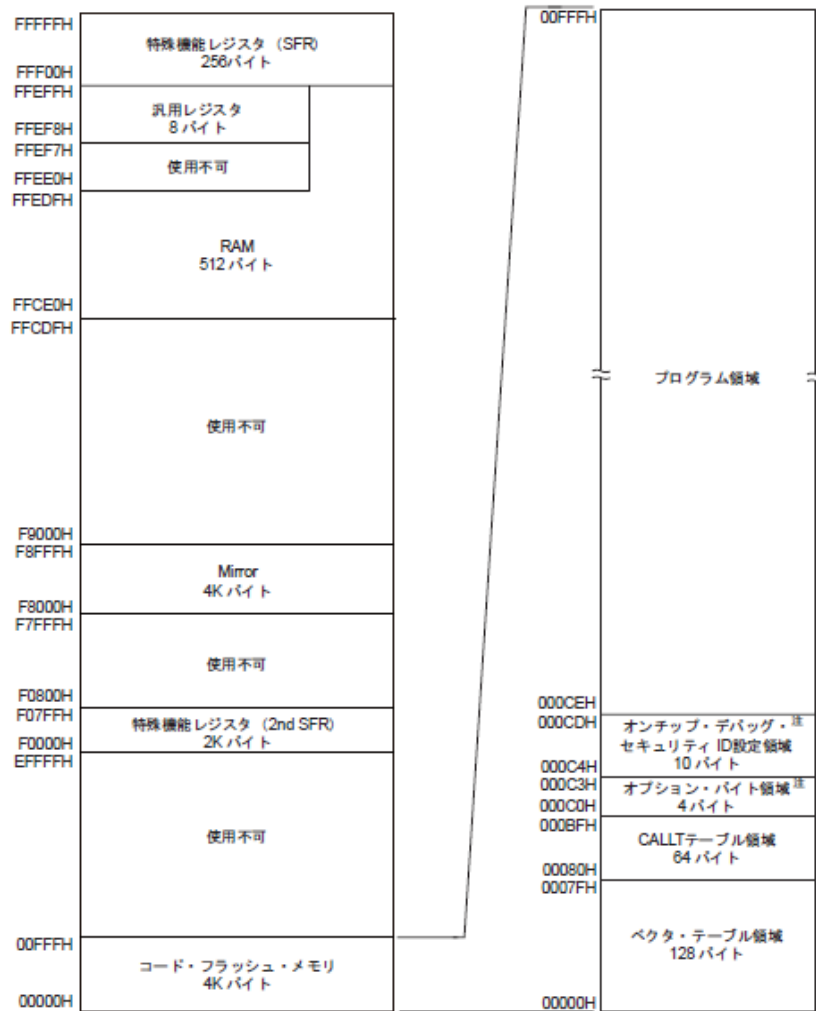 FFFFFH
特殊機能レジスタ (SFR)
256バイト
FFF00H
FFEFFH
汎用レジスタ
8 バイト
FFEF8H
FFEF7H
使用不可
FFEE0H
FFEDFH
RAM
512 バイト
FFCE0H
FFCDFH
使用不可
F9000H
F8FFFH
Mirror
4K バイト
F8000H
F7FFFH
使用不可
F0800H
F07FFH
特殊機能レジスタ (2nd SFR)
2K バイト
F0000H
EFFFFH
使用不可
00FFFH
コード・フラッシュ・メモリ
4K バイト
00000H
00FFFH
プログラム領域
000CEH
000CDH
オンチップ・デバッグ・注
セキュリティ ID設定領域
10 バイト
000C4H
000C3H
オプション・バイト領域注
4 バイト
000C0H
000BFH
CALLTテーブル領域
64 バイト
00080H
0007FH
ベクタ・テーブル領域
128 バイト
00000H